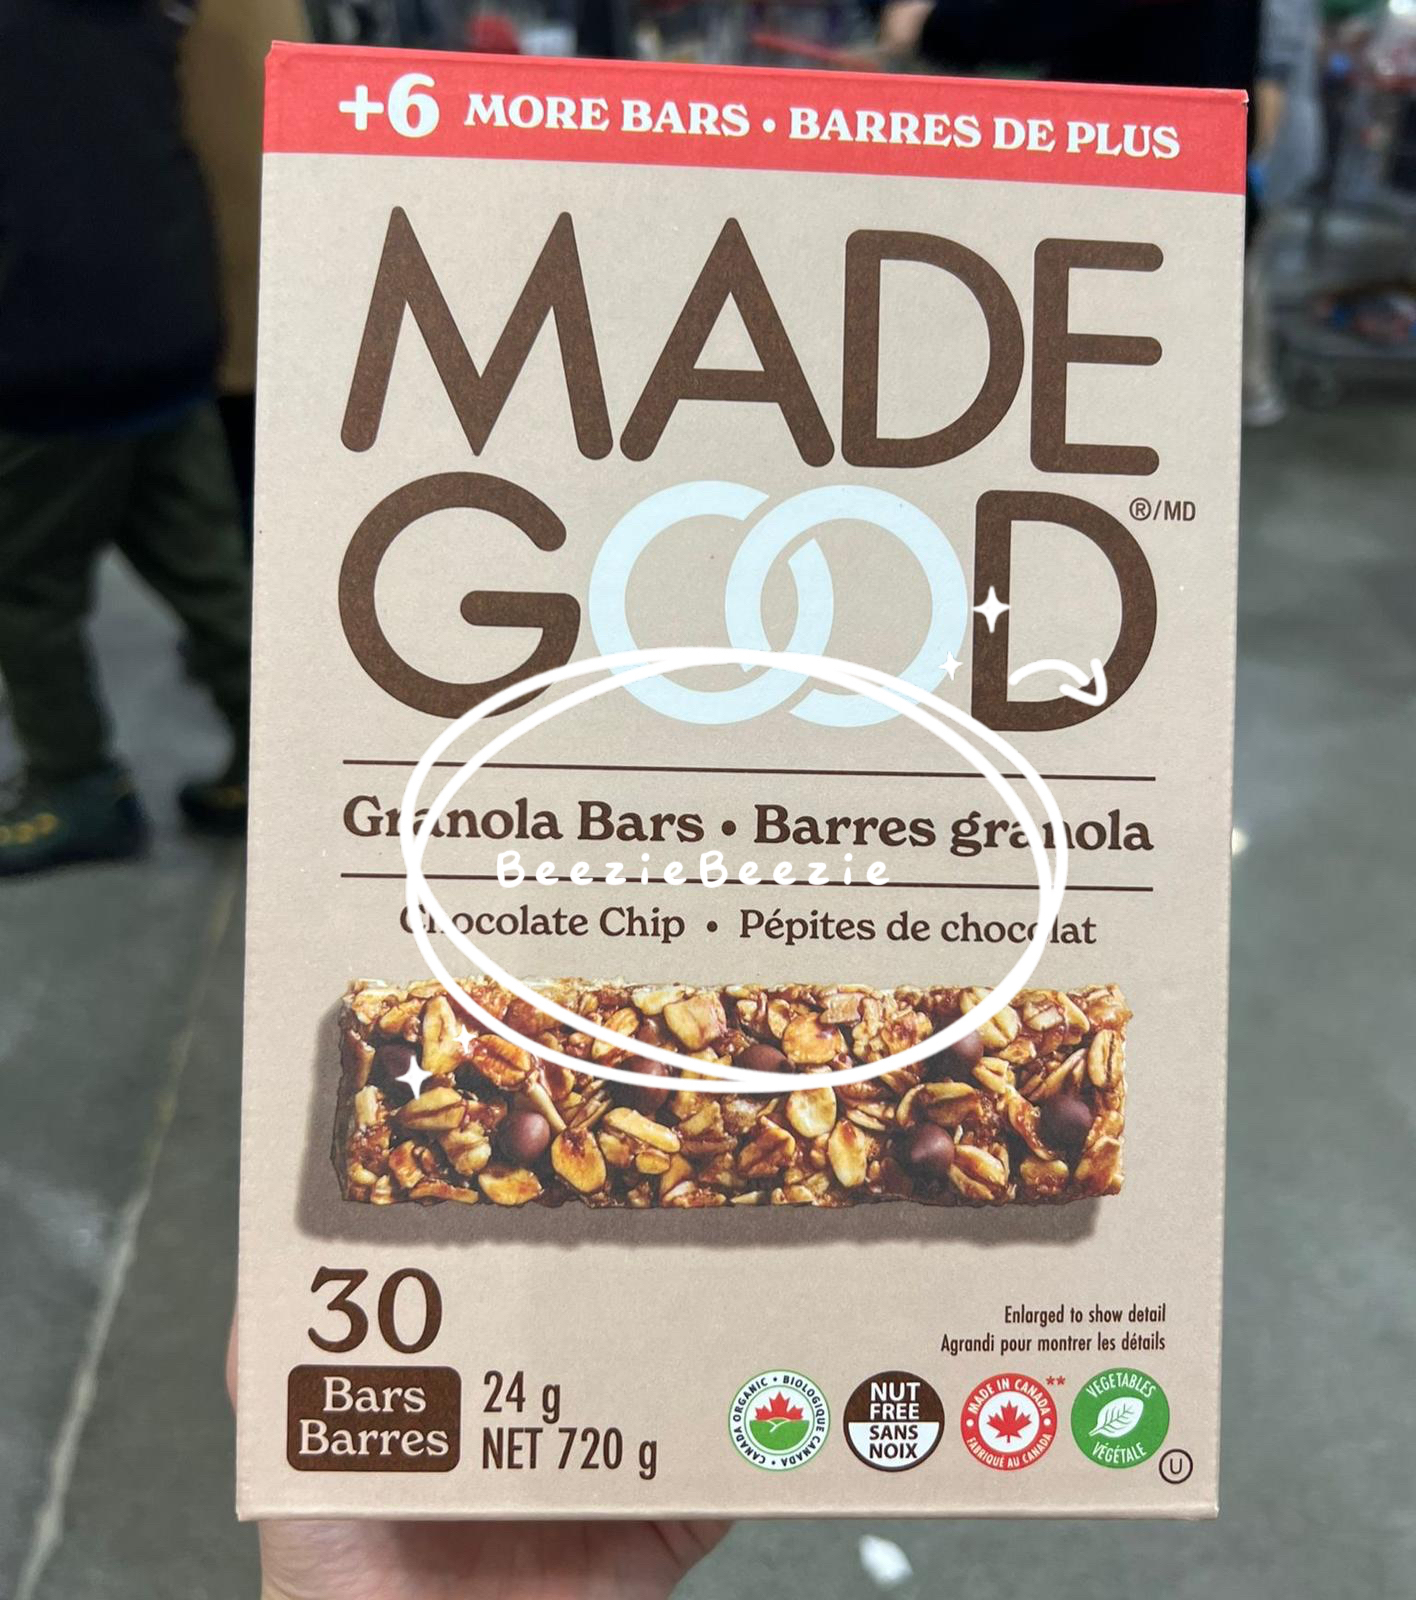 +6 MORE BARS • BARRES DE PLUS
MADE
GOOD ®/MD
Granola Bars • Barres granola
BeezieBeezie
Chocolate Chip • Pépites de chocolat
30
Bars
Barres
24 g
NET 720 g
Enlarged to show detail
Agrandi pour montrer les détails
CANADA ORGANIC • BIOLOGIQUE CANADA •
NUT
FREE
SANS
NOIX
• MADE IN CANADA • FABRIQUÉ AU CANADA **
VEGETABLES
VÉGÉTALE
U